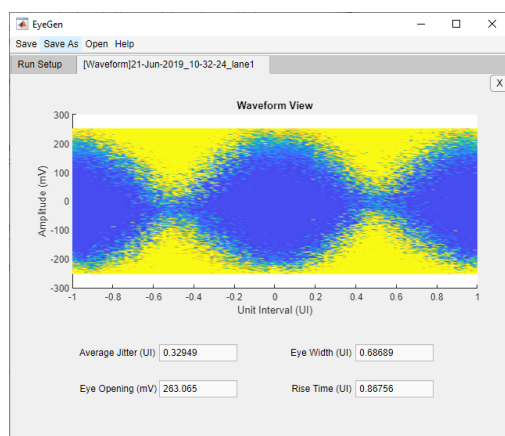 EyeGen
Save Save As Open Help
Run Setup [Waveform]21-Jun-2019_10-32-24_lane1
X
Waveform View
300
200
100
0
-100
-200
-300
Amplitude (mV)
-1 -0.8 -0.6 -0.4 -0.2 0 0.2 0.4 0.6 0.8 1
Unit Interval (UI)
Average Jitter (UI) 0.32949 Eye Width (UI) 0.68689
Eye Opening (mV) 263.065 Rise Time (UI) 0.86756